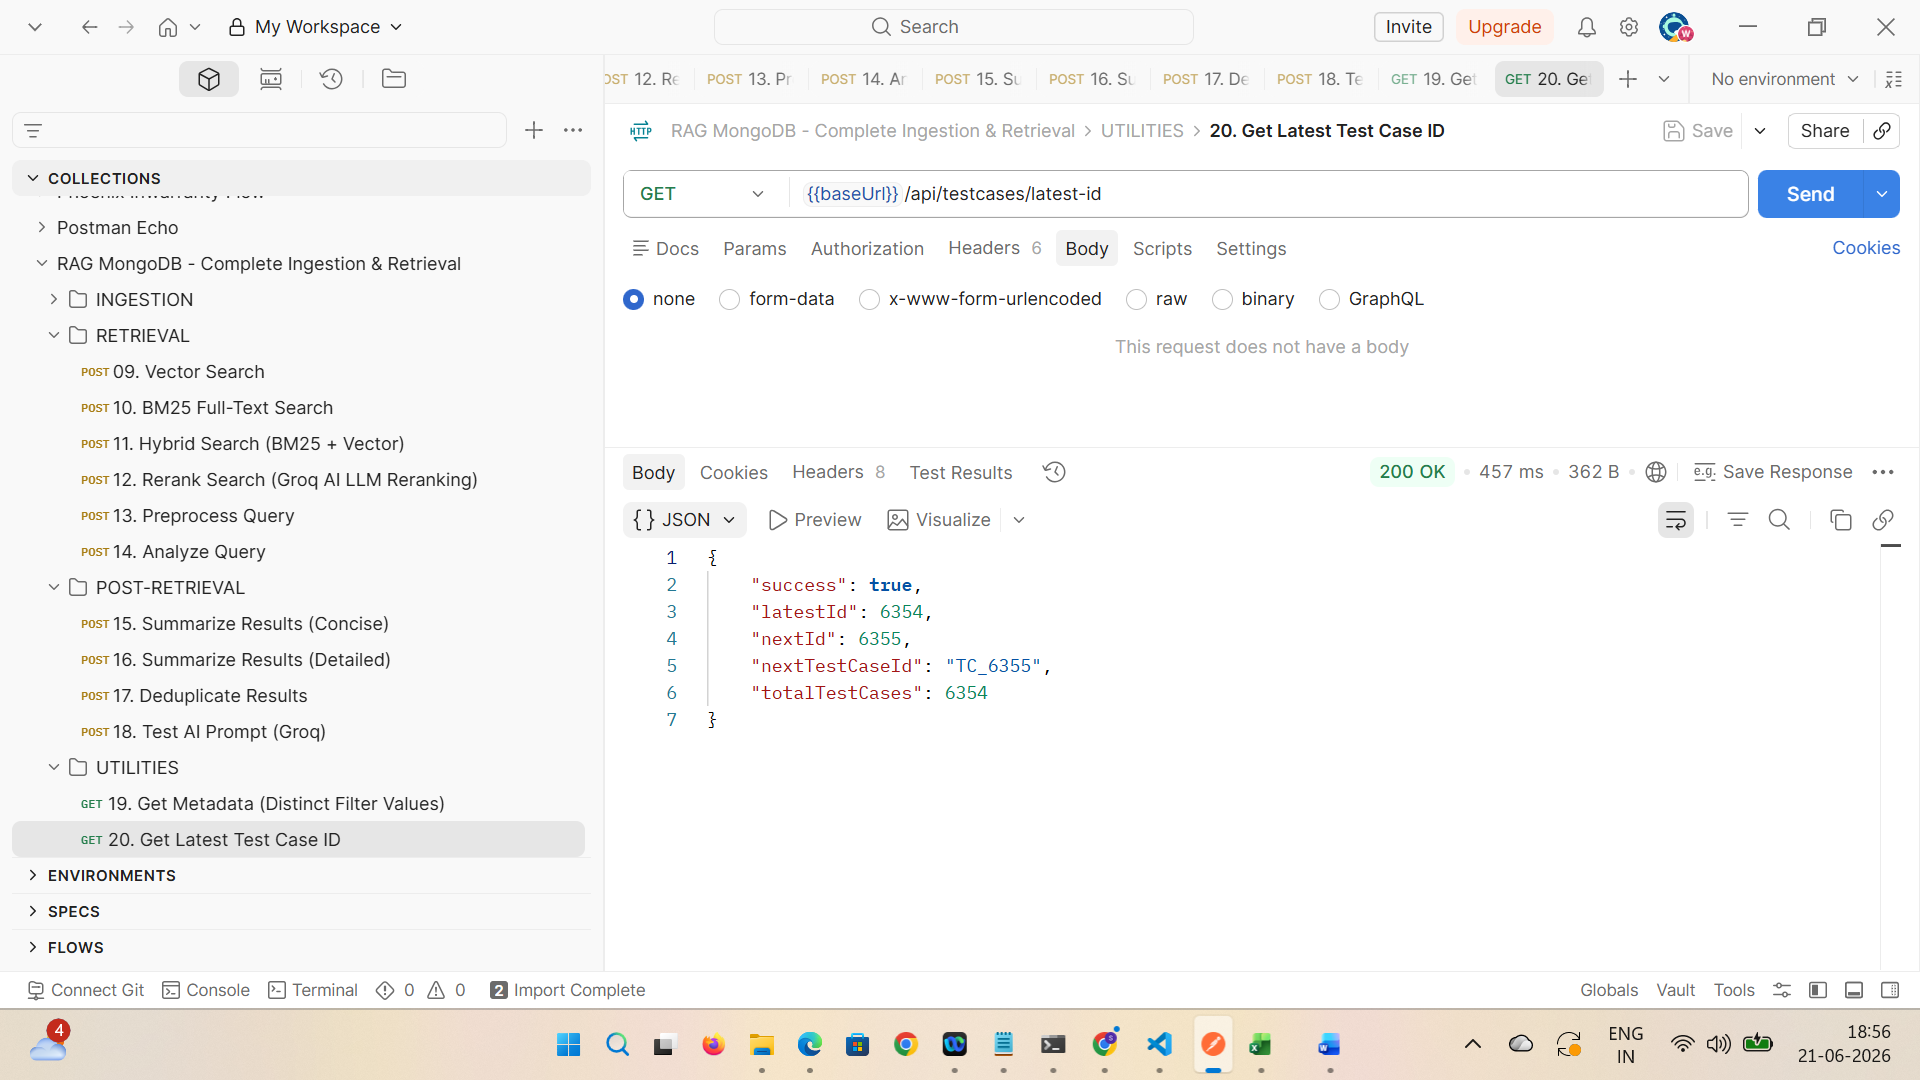 My Workspace
Search
Invite
Upgrade
W
POST 13. Pr
POST 14. Ar
POST 15. Su
POST 16. Su
POST 17. De
POST 18. Te
GET 19. Get
GET 20. Ge
No environment
COLLECTIONS
Postman Echo
RAG MongoDB - Complete Ingestion & Retrieval
INGESTION
RETRIEVAL
POST 09. Vector Search
POST 10. BM25 Full-Text Search
POST 11. Hybrid Search (BM25 + Vector)
POST 12. Rerank Search (Groq AI LLM Reranking)
POST 13. Preprocess Query
POST 14. Analyze Query
POST-RETRIEVAL
POST 15. Summarize Results (Concise)
POST 16. Summarize Results (Detailed)
POST 17. Deduplicate Results
POST 18. Test AI Prompt (Groq)
UTILITIES
GET 19. Get Metadata (Distinct Filter Values)
GET 20. Get Latest Test Case ID
ENVIRONMENTS
SPECS
FLOWS
HTTP RAG MongoDB - Complete Ingestion & Retrieval > UTILITIES > 20. Get Latest Test Case ID
Save
Share
GET
{{baseUrl}} /api/testcases/latest-id
Send
Docs Params Authorization Headers 6 Body Scripts Settings
Cookies
none form-data x-www-form-urlencoded raw binary GraphQL
This request does not have a body
Body Cookies Headers 8 Test Results
200 OK • 457 ms • 362 B •
e.g. Save Response
{} JSON Preview Visualize
1 {
2 "success": true,
3 "latestId": 6354,
4 "nextId": 6355,
5 "nextTestCaseId": "TC_6355",
6 "totalTestCases": 6354
7 }
Connect Git Console Terminal 0 0 2 Import Complete
Globals Vault Tools
4
ENG
IN
18:56
21-06-2026